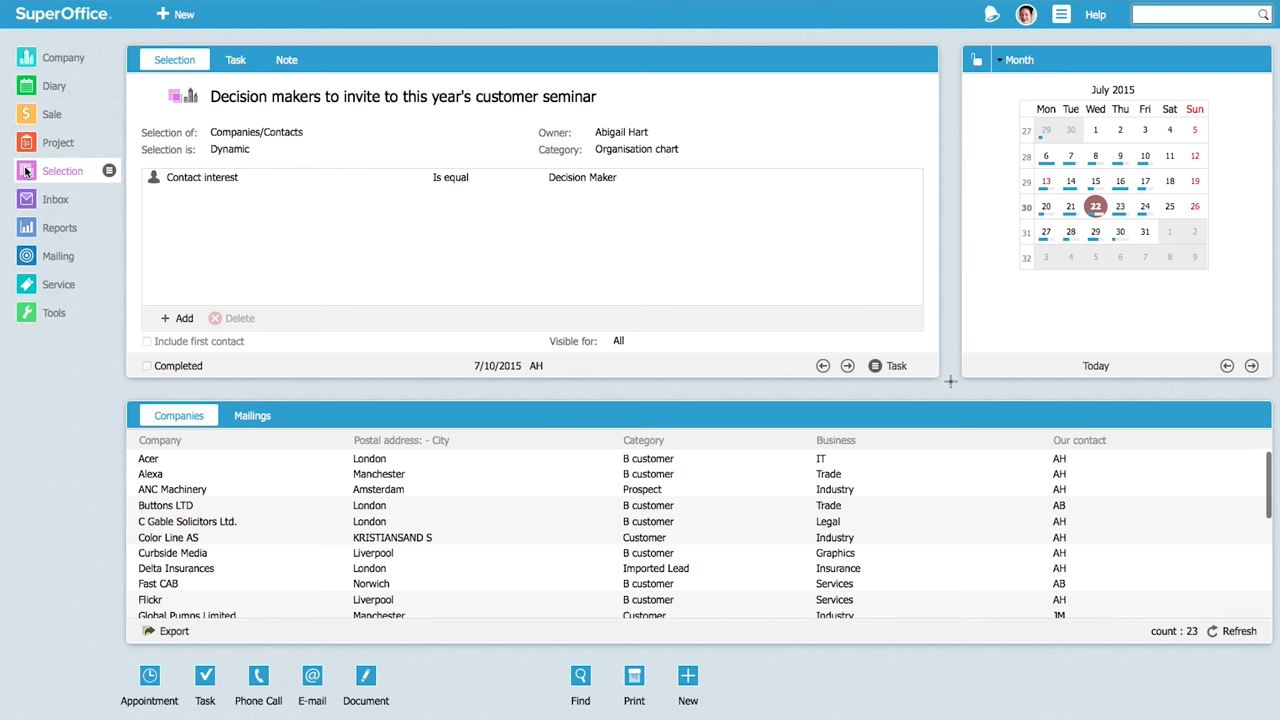 SuperOffice.
New
Help
Company
Diary
Sale
Project
Selection
Inbox
Reports
Mailing
Service
Tools
Selection Task Note
Decision makers to invite to this year's customer seminar
Selection of: Companies/Contacts Owner: Abigail Hart
Selection is: Dynamic Category: Organisation chart
Contact interest Is equal Decision Maker
+ Add Delete
Include first contact Visible for: All
Completed 7/10/2015 AH Task
Month
July 2015
Mon Tue Wed Thu Fri Sat Sun
27 29 30 1 2 3 4 5
28 6 7 8 9 10 11 12
29 13 14 15 16 17 18 19
30 20 21 22 23 24 25 26
31 27 28 29 30 31 1 2
32 3 4 5 6 7 8 9
Today
Companies Mailings
Company Postal address: - City Category Business Our contact
Acer London B customer IT AH
Alexa Manchester B customer Trade AH
ANC Machinery Amsterdam Prospect Industry AH
Buttons LTD London B customer Trade AB
C Gable Solicitors Ltd. London B customer Legal AH
Color Line AS KRISTIANSAND S Customer Industry AH
Curbside Media Liverpool B customer Graphics AH
Delta Insurances London Imported Lead Insurance AH
Fast CAB Norwich B customer Services AB
Flickr Liverpool B customer Services AH
Global Pumps Limited Manchester Customer Industry JM
Export count : 23 Refresh
Appointment Task Phone Call E-mail Document Find Print New